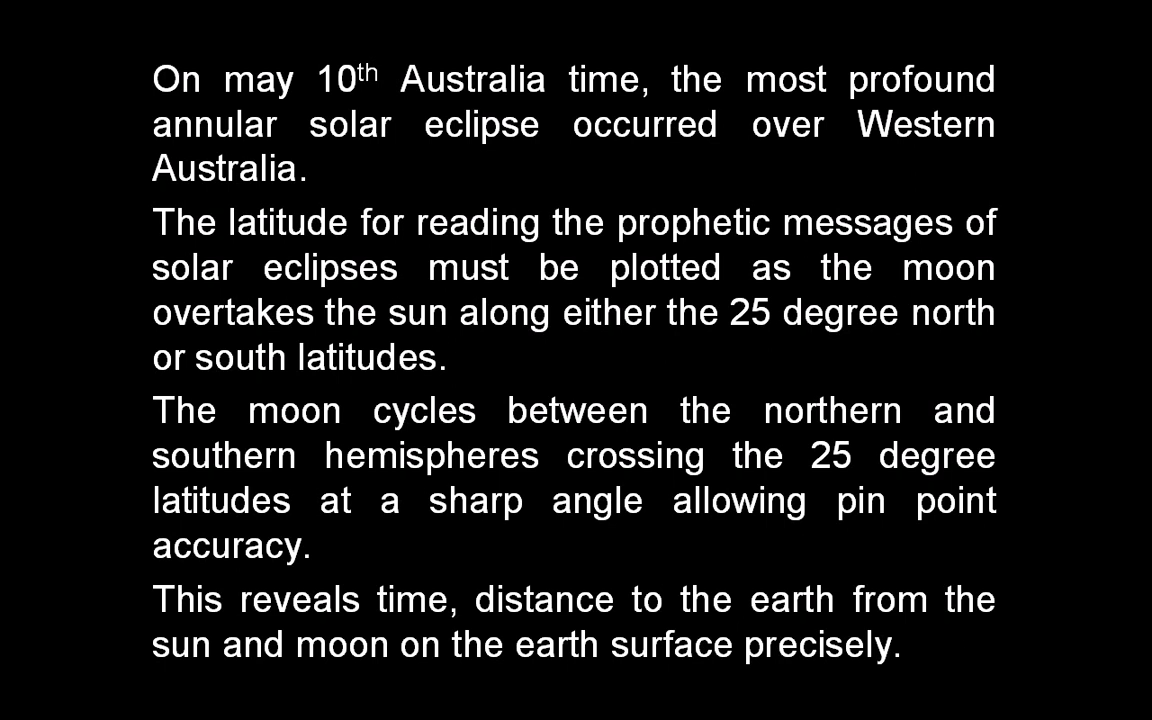 On may 10th Australia time, the most profound
annular solar eclipse occurred over Western
Australia.
The latitude for reading the prophetic messages of
solar eclipses must be plotted as the moon
overtakes the sun along either the 25 degree north
or south latitudes.
The moon cycles between the northern and
southern hemispheres crossing the 25 degree
latitudes at a sharp angle allowing pin point
accuracy.
This reveals time, distance to the earth from the
sun and moon on the earth surface precisely.